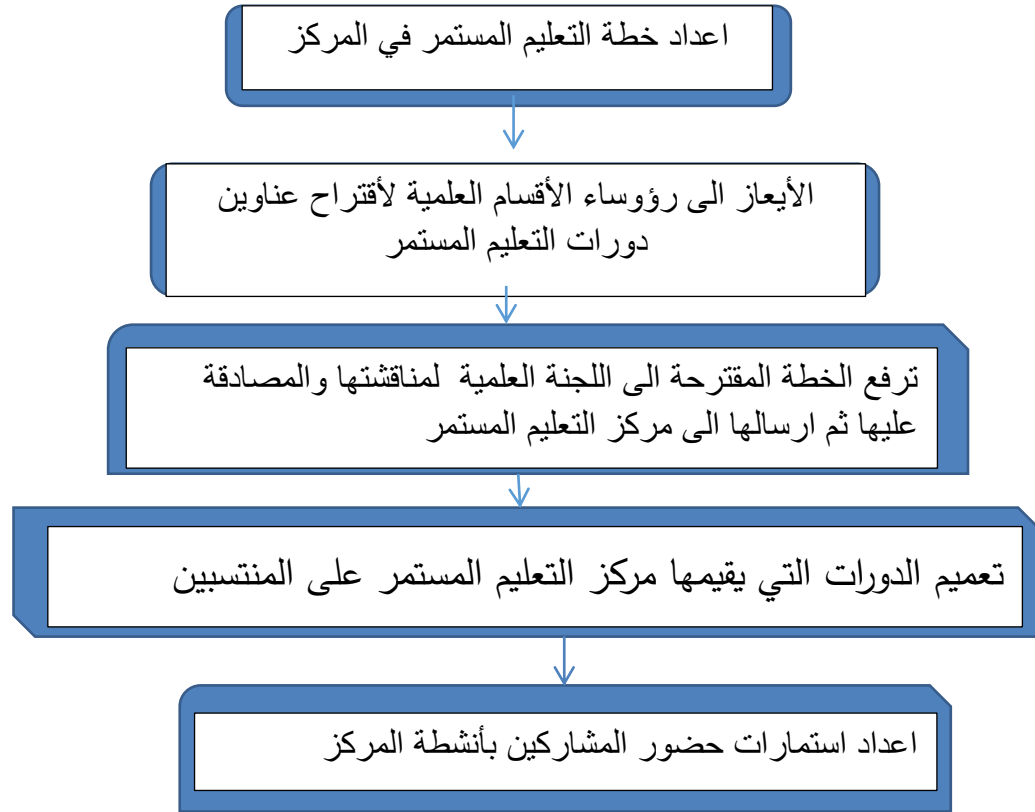 اعداد خطة التعليم المستمر في المركز
الأيعاز الى رؤوساء الأقسام العلمية لأقتراح عناوين
دورات التعليم المستمر
ترفع الخطة المقترحة الى اللجنة العلمية لمناقشتها والمصادقة
عليها ثم ارسالها الى مركز التعليم المستمر
تعميم الدورات التي يقيمها مركز التعليم المستمر على المنتسبين
اعداد استمارات حضور المشاركين بأنشطة المركز